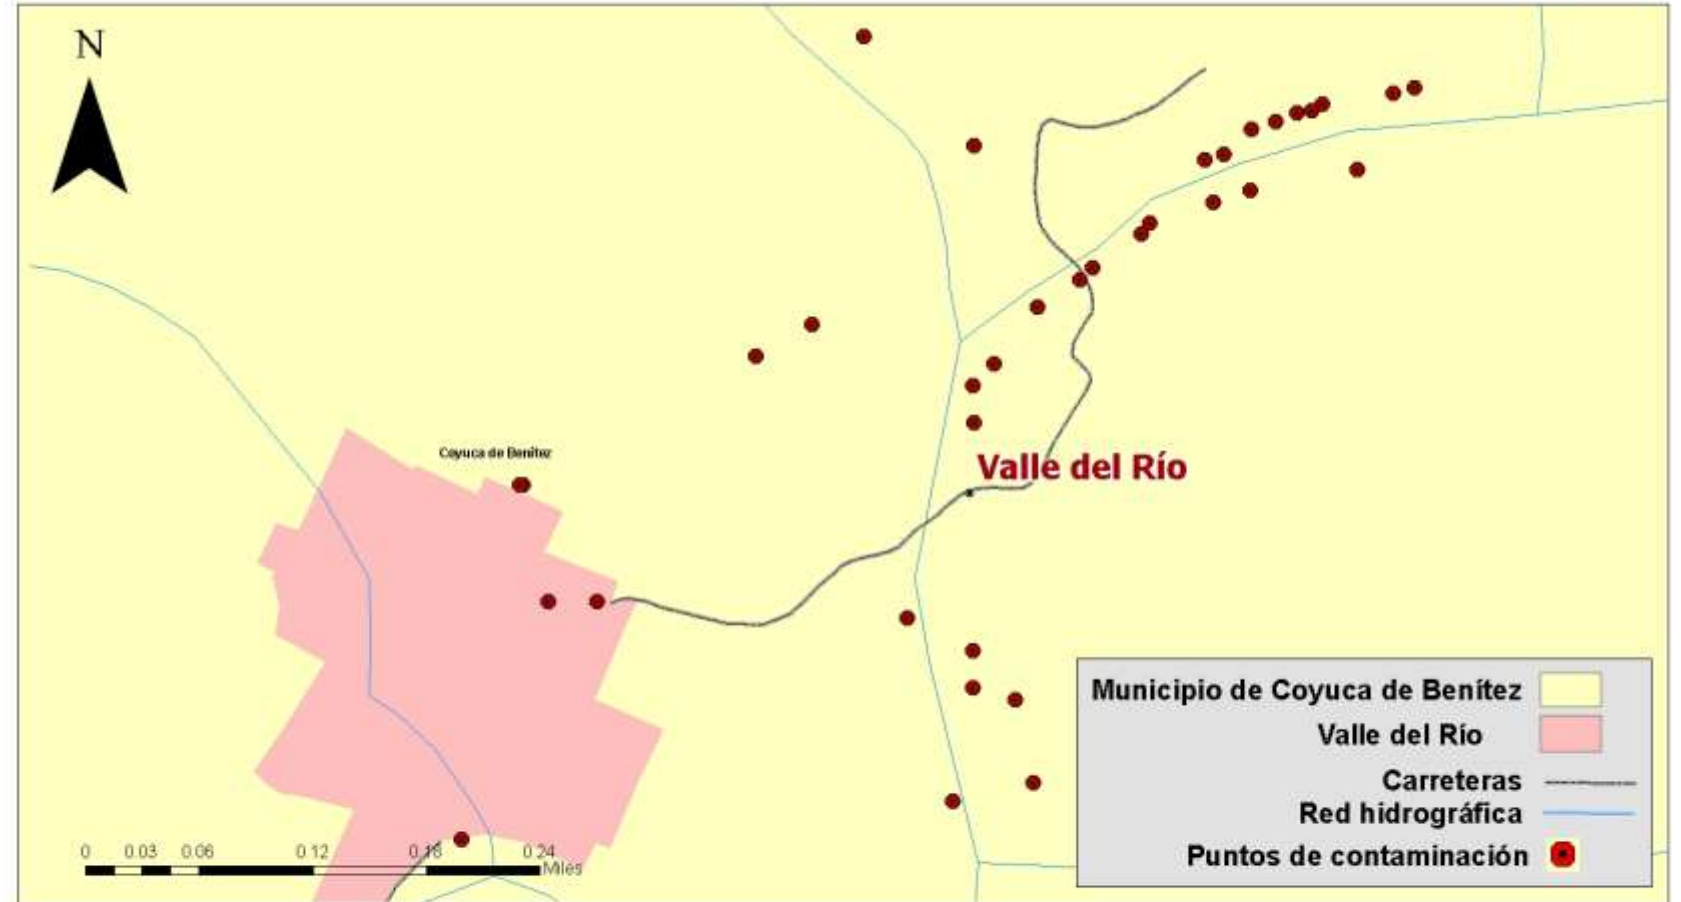 N
Coyuca de Benítez
Valle del Río
Municipio de Coyuca de Benítez
Valle del Río
Carreteras
Red hidrográfica
Puntos de contaminación
0 0.03 0.06 0.12 0.18 0.24
Miles